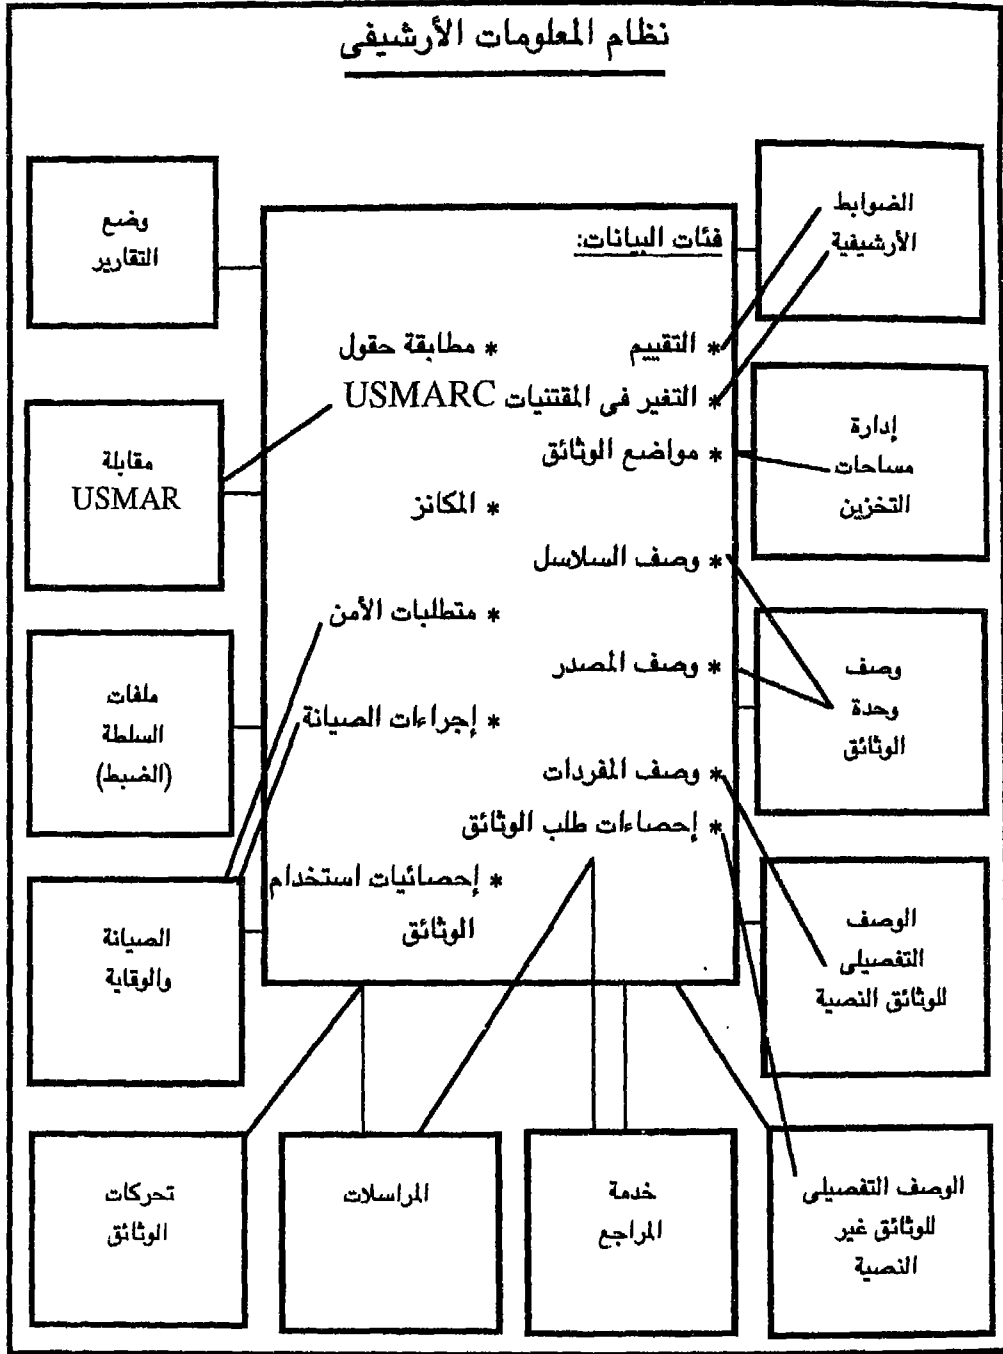 نظام المعلومات الأرشيفى
الضوابط
الأرشيفية
إدارة
مساحات
التخزين
وصف
وحدة
الوثائق
الوصف
التفصيلى
للوثائق النصية
الوصف التفصيلى
للوثائق غير
النصية
فئات البيانات:
* التقييم
* التغير فى المقتنيات
* مواضع الوثائق
* وصف السلاسل
* وصف المصدر
* وصف المفردات
* إحصاءات طلب الوثائق
* مطابقة حقول
USMARC
* المكانز
* متطلبات الأمن
* إجراءات الصيانة
* إحصائيات استخدام
الوثائق
خدمة
المراجع
المراسلات
وضع
التقارير
مقابلة
USMAR
ملفات
السلطة
(الضبط)
الصيانة
والوقاية
تحركات
الوثائق